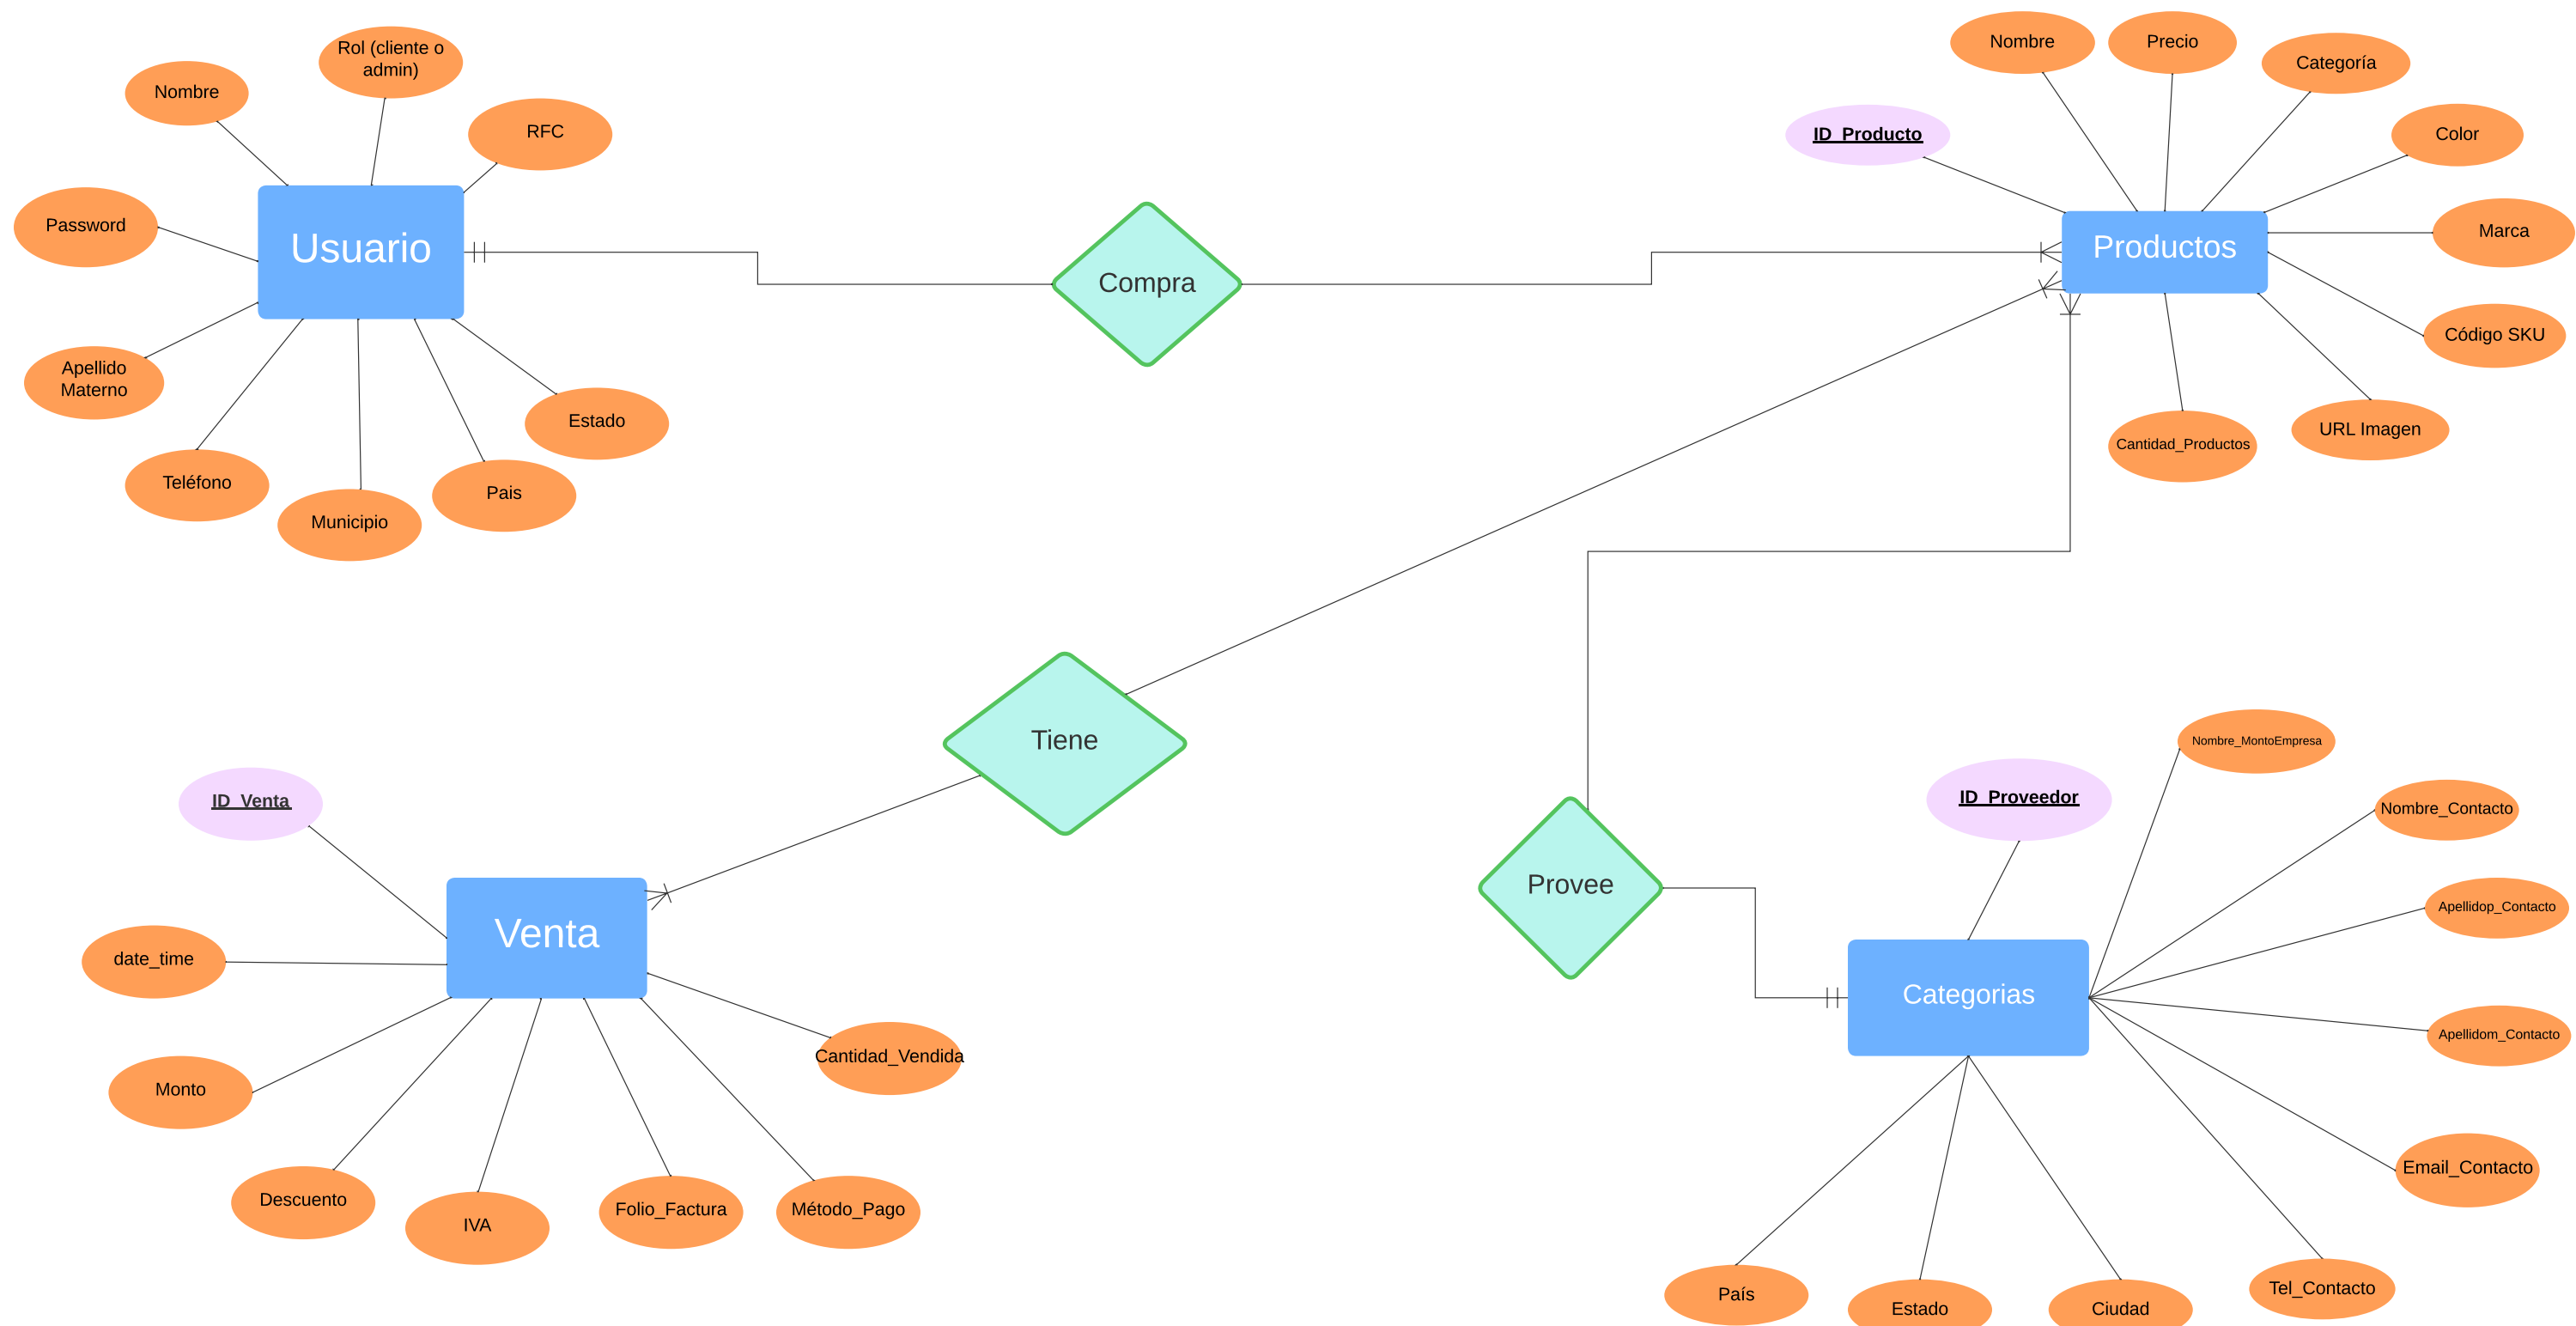 Nombre
Precio
Categoría
Rol (cliente o
admin)
Nombre
RFC
ID_Producto
Color
Password
Usuario
Compra
Productos
Marca
Código SKU
Apellido
Materno
Estado
Cantidad_Productos
URL Imagen
Teléfono
Municipio
Pais
Tiene
Nombre_MontoEmpresa
ID_Venta
ID_Proveedor
Nombre_Contacto
Provee
Apellidop_Contacto
Venta
date_time
Categorias
Apellidom_Contacto
Cantidad_Vendida
Monto
Email_Contacto
Descuento
IVA
Folio_Factura
Método_Pago
País
Estado
Ciudad
Tel_Contacto